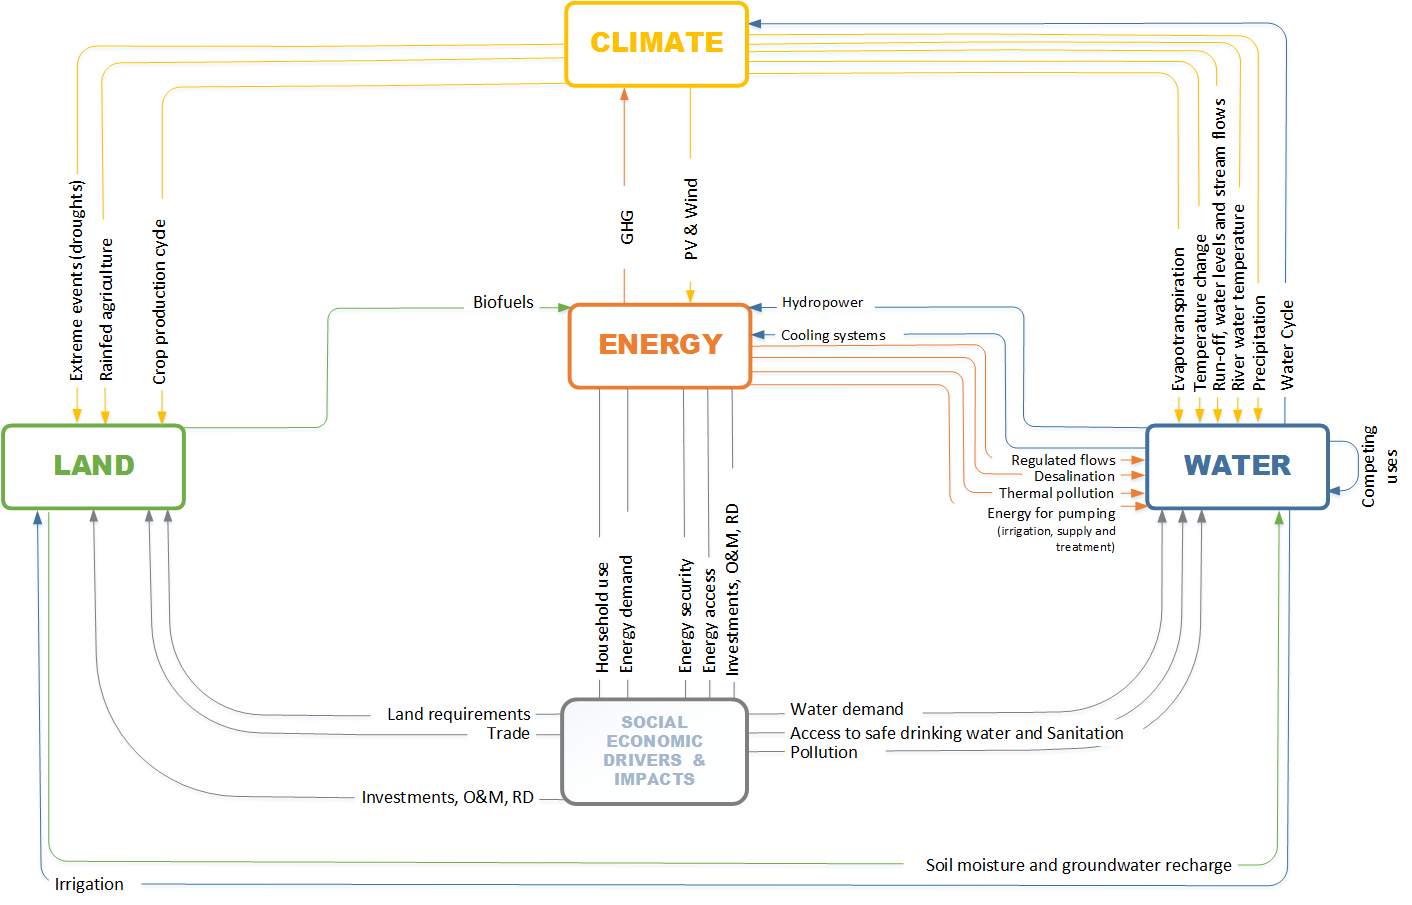 CLIMATE
Extreme events (droughts)
Rainfed agriculture
Crop production cycle
GHG
PV & Wind
Evapotranspiration
Temperature change
Run-off, water levels and stream flows
River water temperature
Precipitation
Water Cycle
Biofuels
Hydropower
Cooling systems
ENERGY
LAND
WATER
Competing
uses
Regulated flows
Desalination
Thermal pollution
Energy for pumping
(irrigation, supply and
treatment)
Household use
Energy demand
Energy security
Energy access
Investments, O&M, RD
Land requirements
Trade
Investments, O&M, RD
SOCIAL
ECONOMIC
DRIVERS &
IMPACTS
Water demand
Access to safe drinking water and Sanitation
Pollution
Soil moisture and groundwater recharge
Irrigation